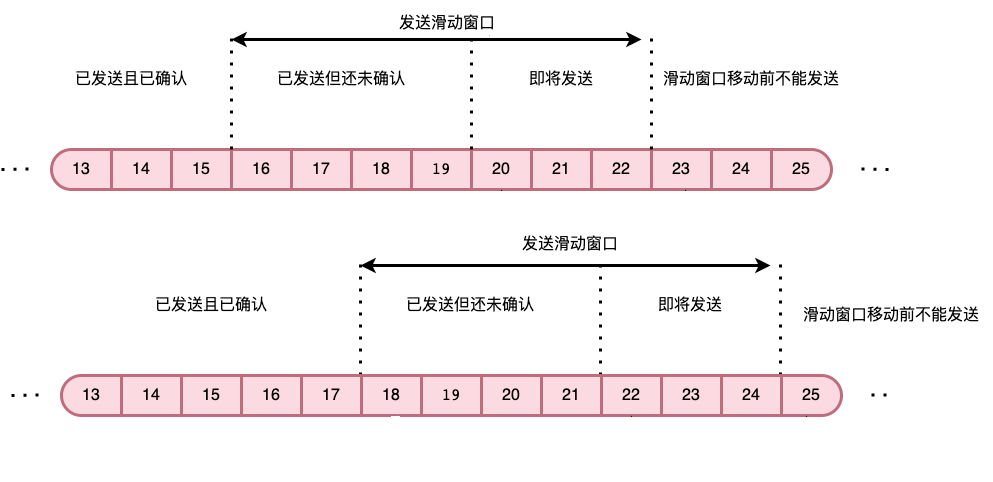 发送滑动窗口
已发送且已确认 已发送但还未确认 即将发送 滑动窗口移动前不能发送
... 13 14 15 16 17 18 19 20 21 22 23 24 25 ...
发送滑动窗口
已发送且已确认 已发送但还未确认 即将发送 滑动窗口移动前不能发送
... 13 14 15 16 17 18 19 20 21 22 23 24 25 ..